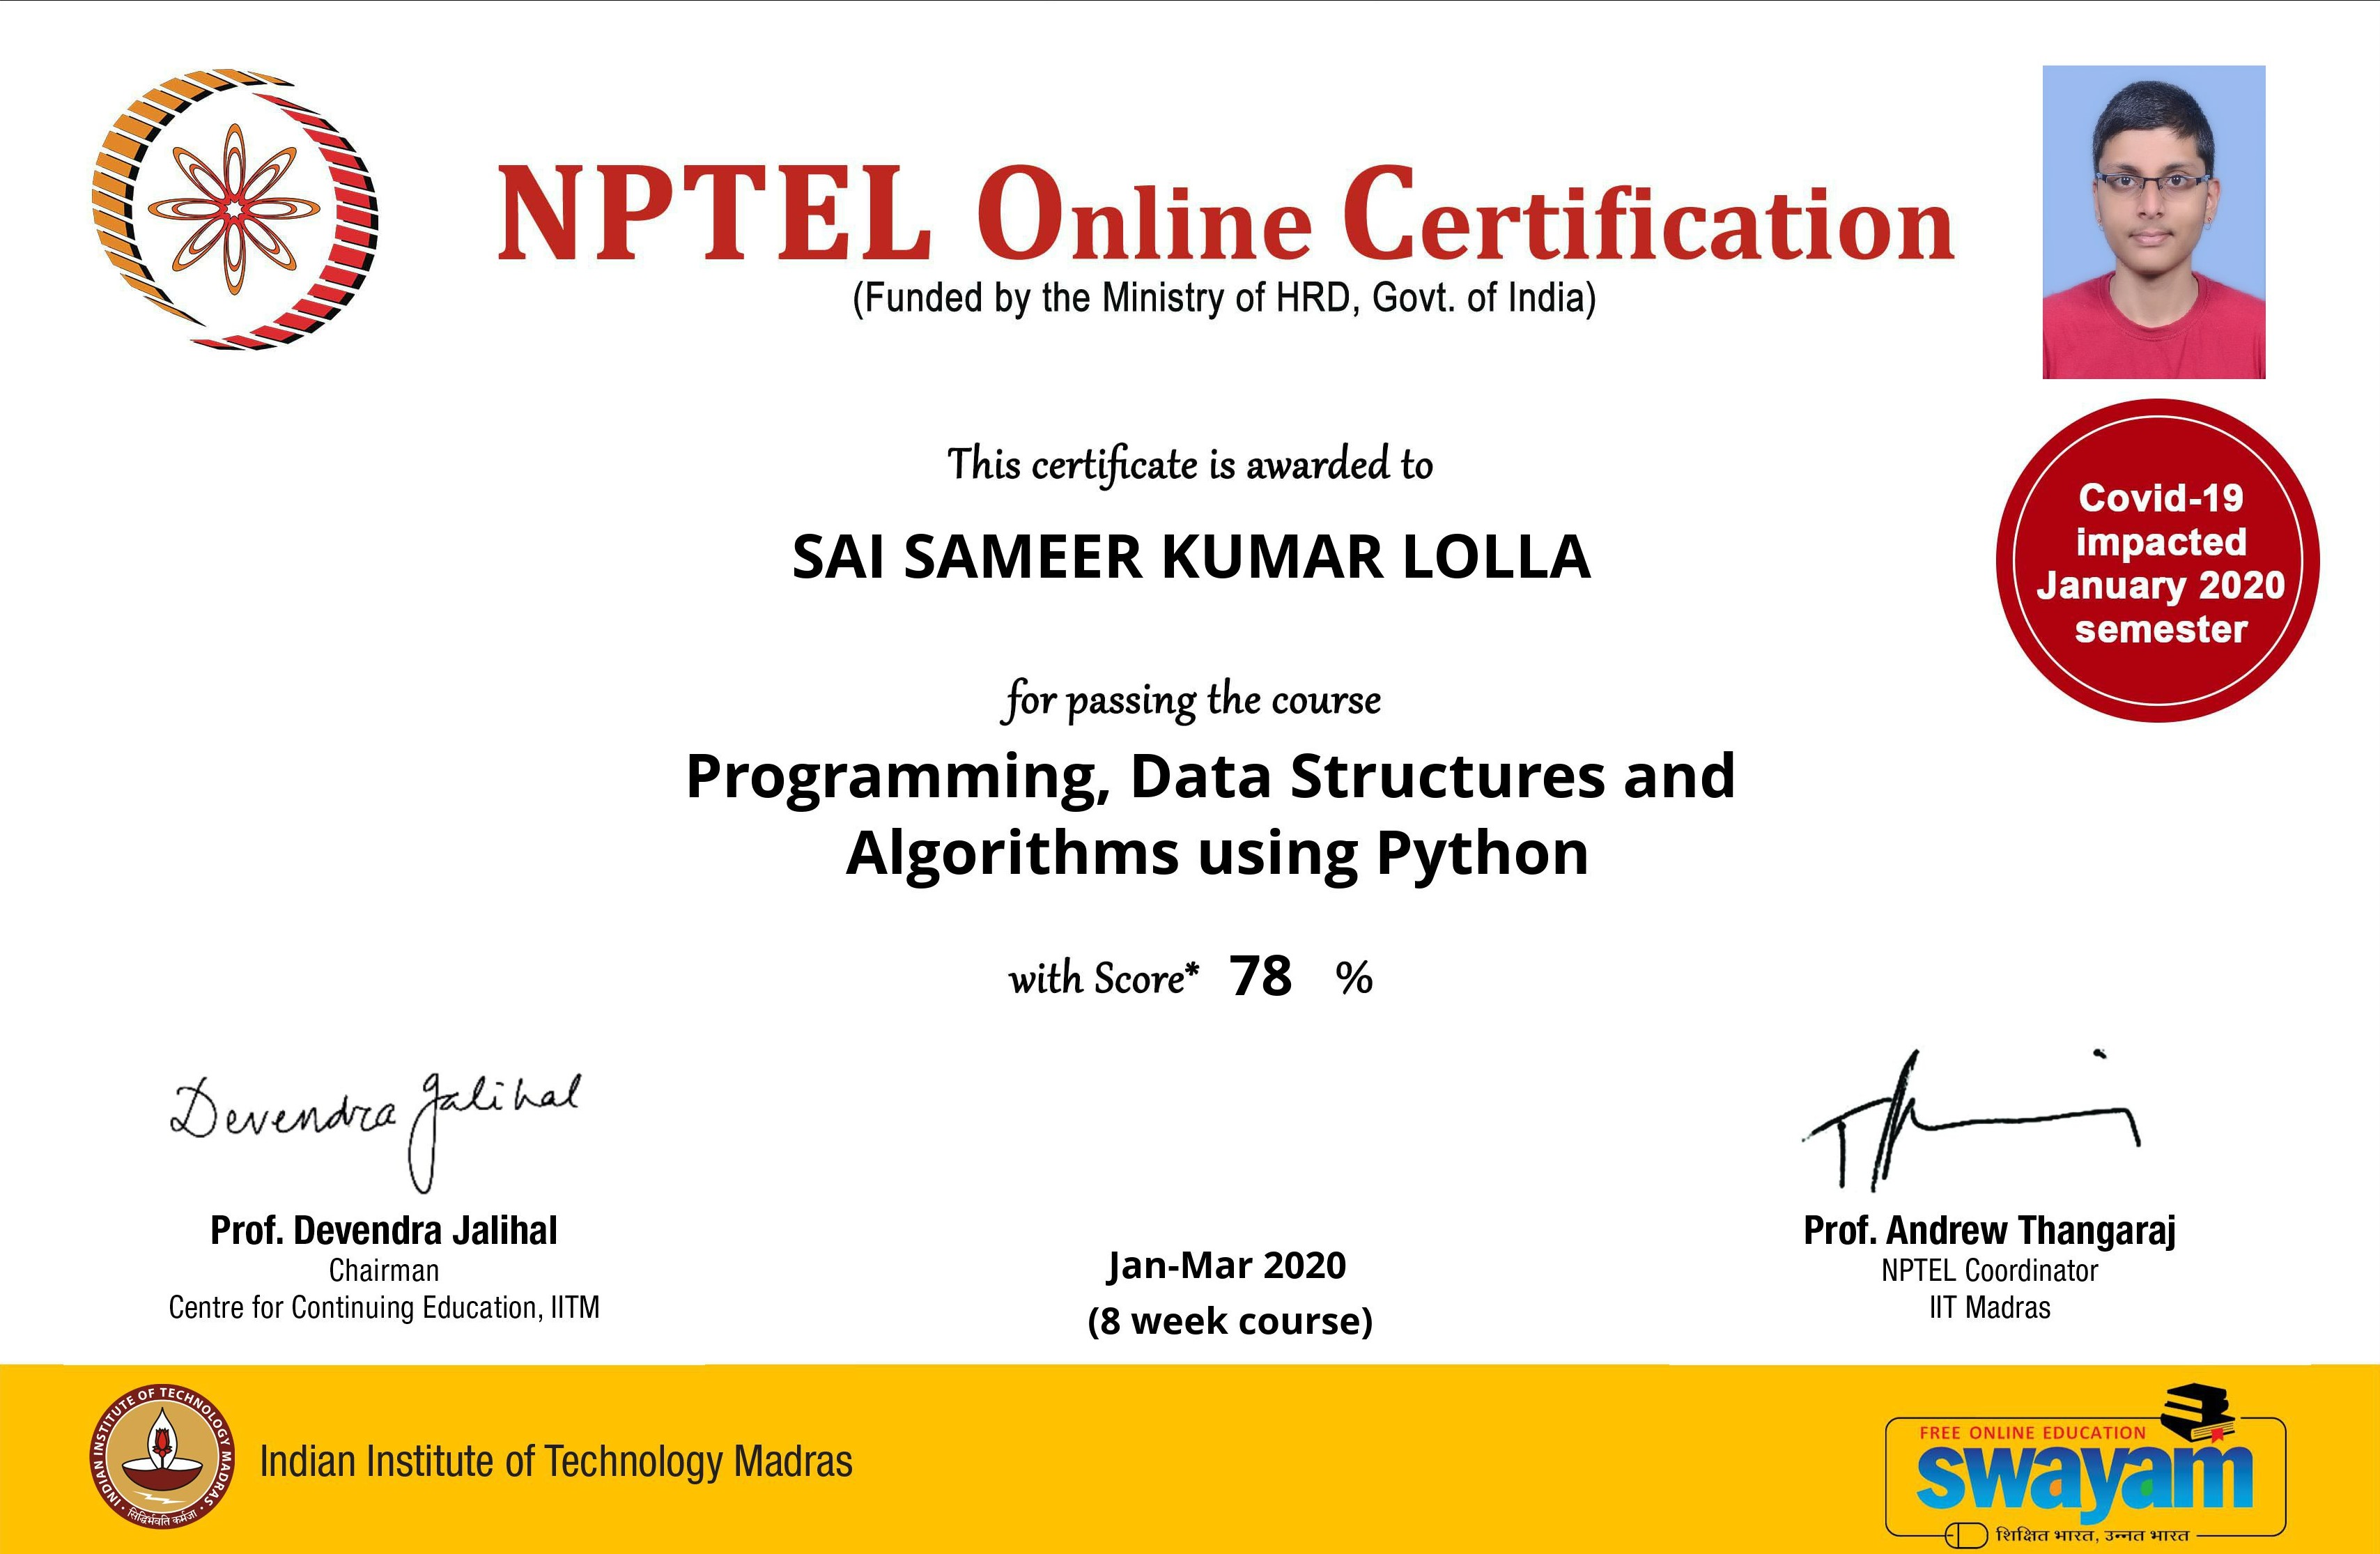 NPTEL Online Certification
(Funded by the Ministry of HRD, Govt. of India)
This certificate is awarded to
SAI SAMEER KUMAR LOLLA
Covid-19
impacted
January 2020
semester
for passing the course
Programming, Data Structures and
Algorithms using Python
with Score* 78 %
Devendra Jalihal
Prof. Devendra Jalihal
Chairman
Centre for Continuing Education, IITM
Jan-Mar 2020
(8 week course)
Prof. Andrew Thangaraj
NPTEL Coordinator
IIT Madras
INDIAN INSTITUTE OF TECHNOLOGY MADRAS
सिद्धिर्भवति कर्मजा
Indian Institute of Technology Madras
FREE ONLINE EDUCATION
swayam
शिक्षित भारत, उन्नत भारत